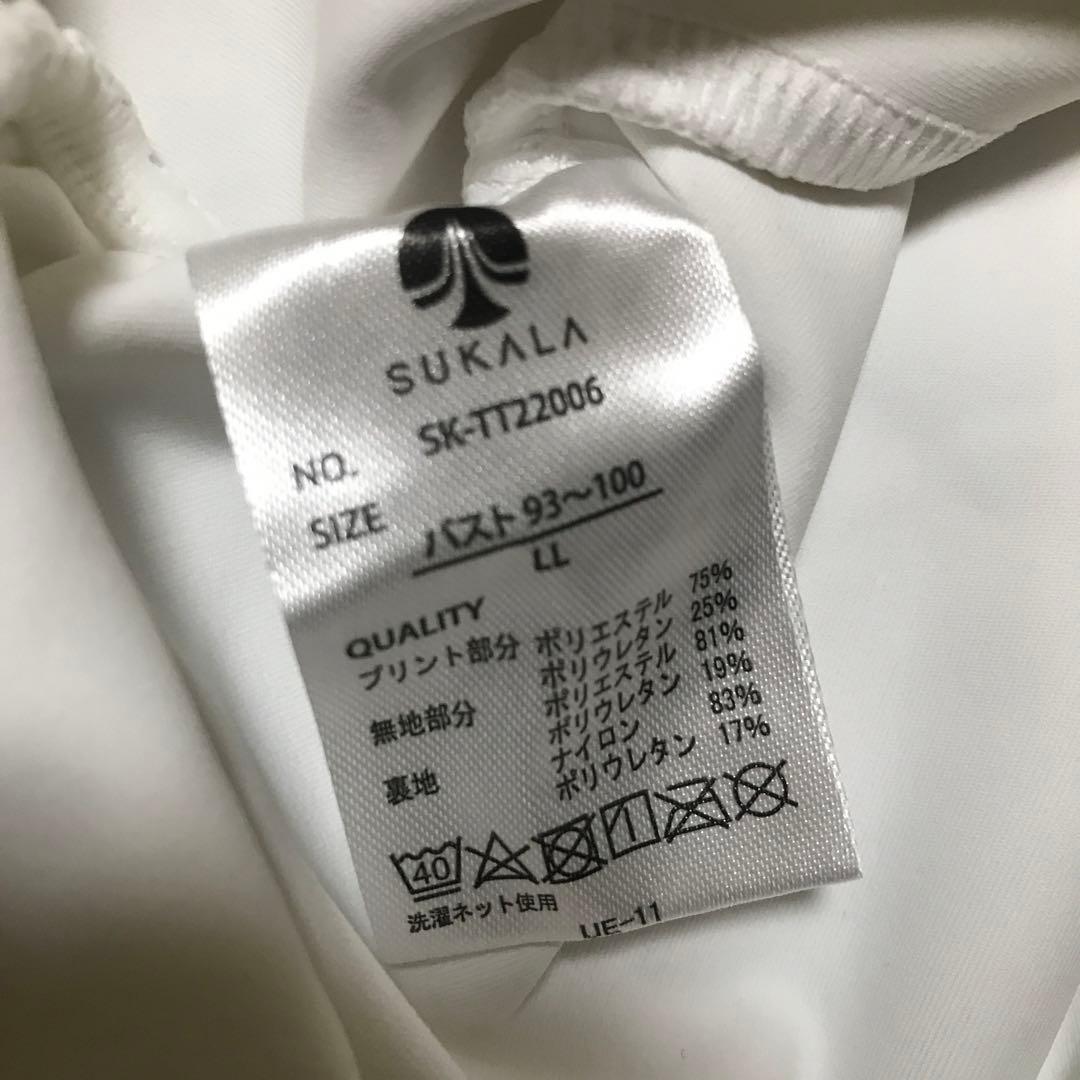 SUKALA
NO. SK-TT22006
SIZE バスト93~100
LL
QUALITY
プリント部分 ポリエステル 75%
ポリウレタン 25%
無地部分 ポリエステル 81%
ポリウレタン 19%
裏地 ナイロン 83%
ポリウレタン 17%
40
洗濯ネット使用
UE-11